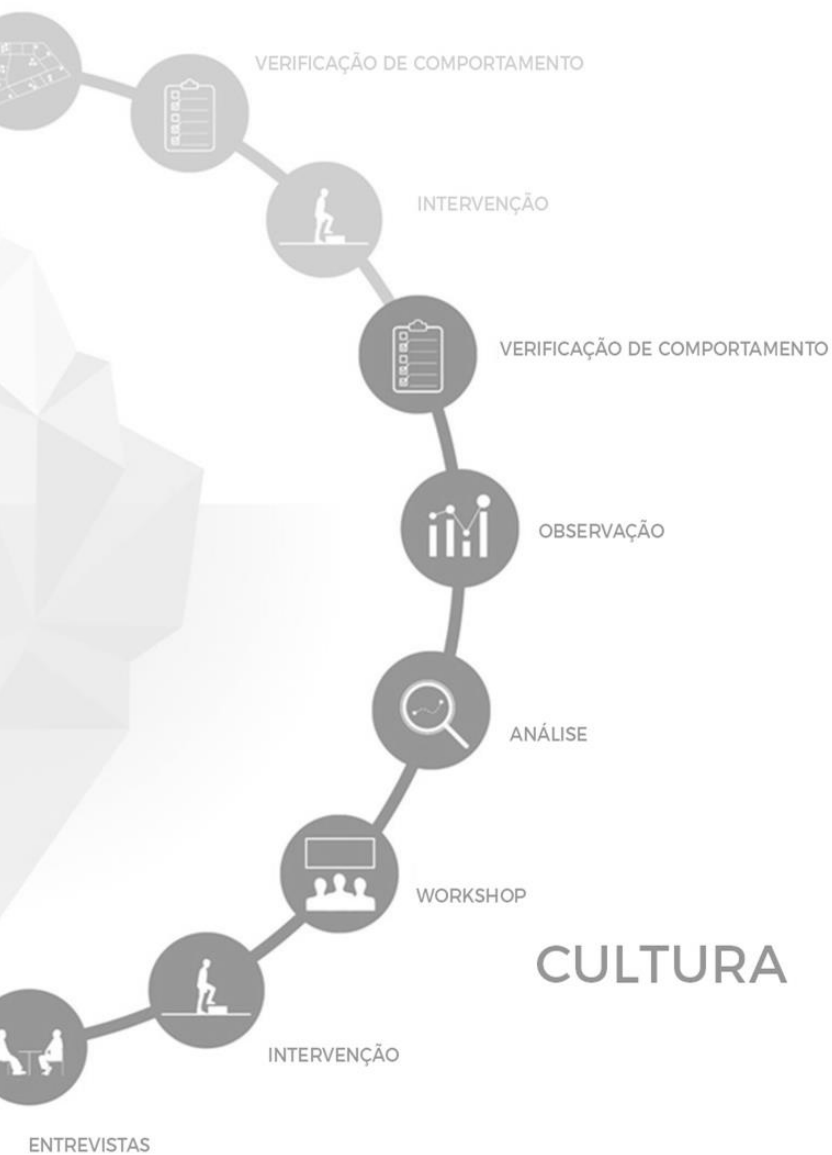 VERIFICAÇÃO DE COMPORTAMENTO
INTERVENÇÃO
VERIFICAÇÃO DE COMPORTAMENTO
OBSERVAÇÃO
ANÁLISE
WORKSHOP
CULTURA
INTERVENÇÃO
ENTREVISTAS